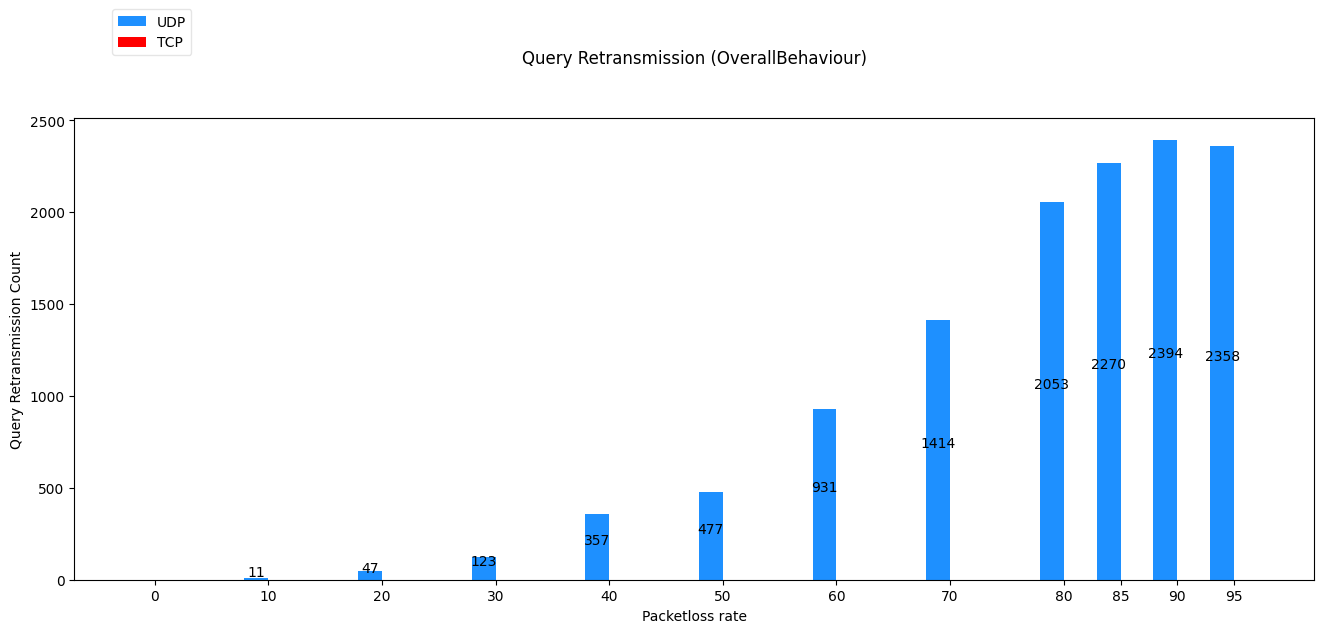 UDP
TCP
Query Retransmission (OverallBehaviour)
Query Retransmission Count
2500
2000
1500
1000
500
0
11
47
123
357
477
931
1414
2053
2270
2394
2358
0 10 20 30 40 50 60 70 80 85 90 95
Packetloss rate